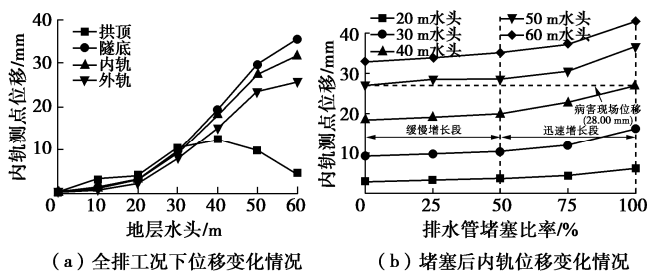 内轨测点位移/mm
40
30
20
10
0
10
20
30
40
50
60
地层水头/m
拱顶
隧底
内轨
外轨
(a)全排工况下位移变化情况
内轨测点位移/mm
40
30
20
10
0
25
50
75
100
排水管堵塞比率/%
20 m水头
30 m水头
40 m水头
50 m水头
60 m水头
病害现场位移
(28.00 mm)
缓慢增长段
迅速增长段
(b)堵塞后内轨位移变化情况